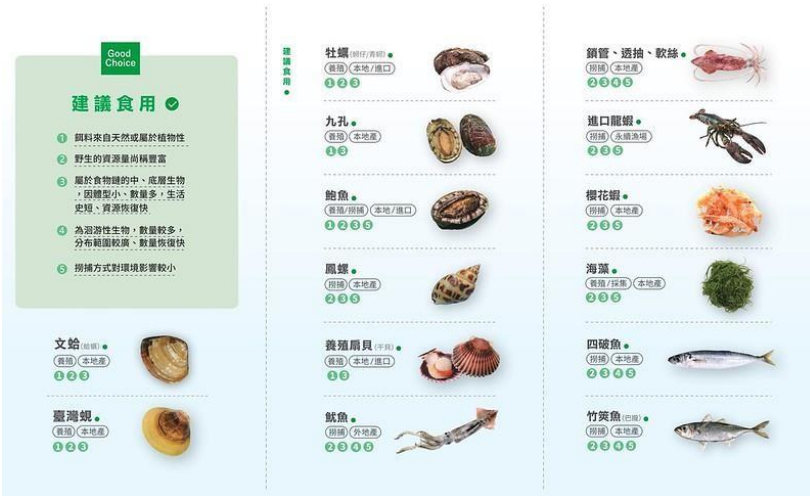 Good
Choice
建議食用
1 餌料來自天然或屬於植物性
2 野生的資源量尚稱豐富
3 屬於食物鏈的中、底層生物
，因體型小、數量多，生活
史短、資源恢復快
4 為洄游性生物，數量較多，
分布範圍較廣、數量恢復快
5 撈捕方式對環境影響較小
文蛤(蛤蠣)
養殖 本地產
1 2 3
臺灣蜆
養殖 本地產
1 2 3
建議食用
牡蠣(蚵仔/青蚵)
養殖 本地/進口
1 2 3
九孔
養殖 本地產
1 3
鮑魚
養殖/撈捕 本地/進口
1 2 3 5
鳳螺
撈捕 本地產
2 3 5
養殖扇貝(干貝)
養殖 本地/進口
1 3
魷魚
撈捕 外地產
2 3 4 5
鎖管、透抽、軟絲
撈捕 本地產
2 3 4 5
進口龍蝦
撈捕 永續漁場
2 3 5
櫻花蝦
撈捕 本地產
2 3 5
海藻
養殖/採集 本地產
2 3 5
四破魚
撈捕 本地產
2 3 4 5
竹筴魚(巴攏)
撈捕 本地產
2 3 4 5